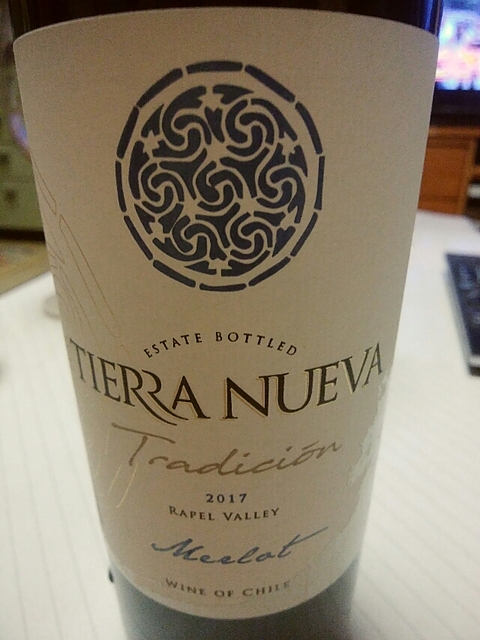 ESTATE BOTTLED
TIERRA NUEVA
Tradición
2017
RAPEL VALLEY
Merlot
WINE OF CHILE